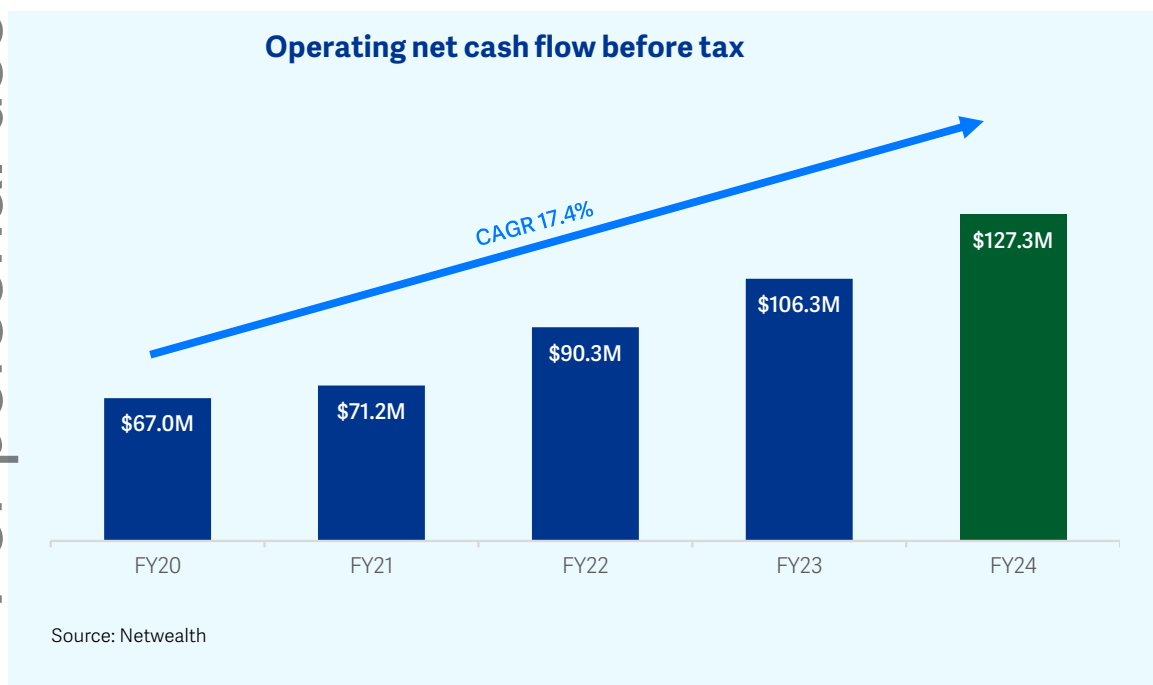 Operating net cash flow before tax
CAGR 17.4%
$127.3M
$106.3M
$90.3M
$71.2M
$67.0M
FY20 FY21 FY22 FY23 FY24
Source: Netwealth